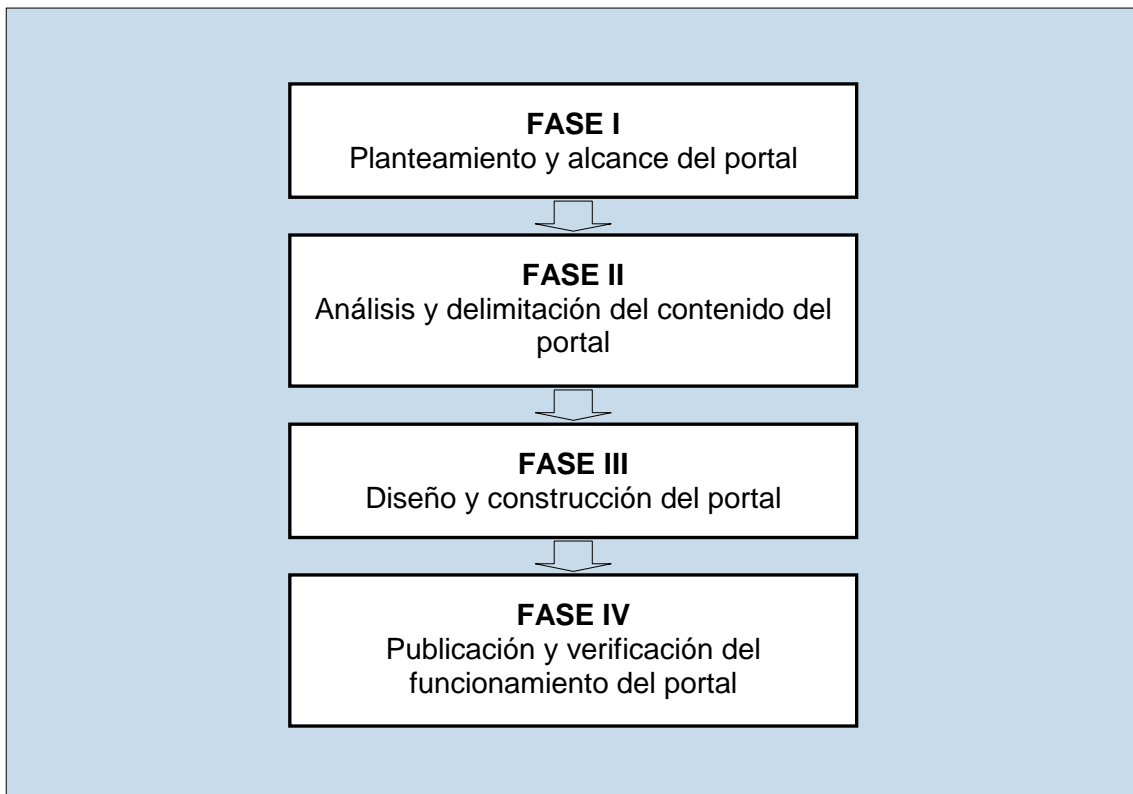 FASE I
Planteamiento y alcance del portal
FASE II
Análisis y delimitación del contenido del
portal
FASE III
Diseño y construcción del portal
FASE IV
Publicación y verificación del
funcionamiento del portal